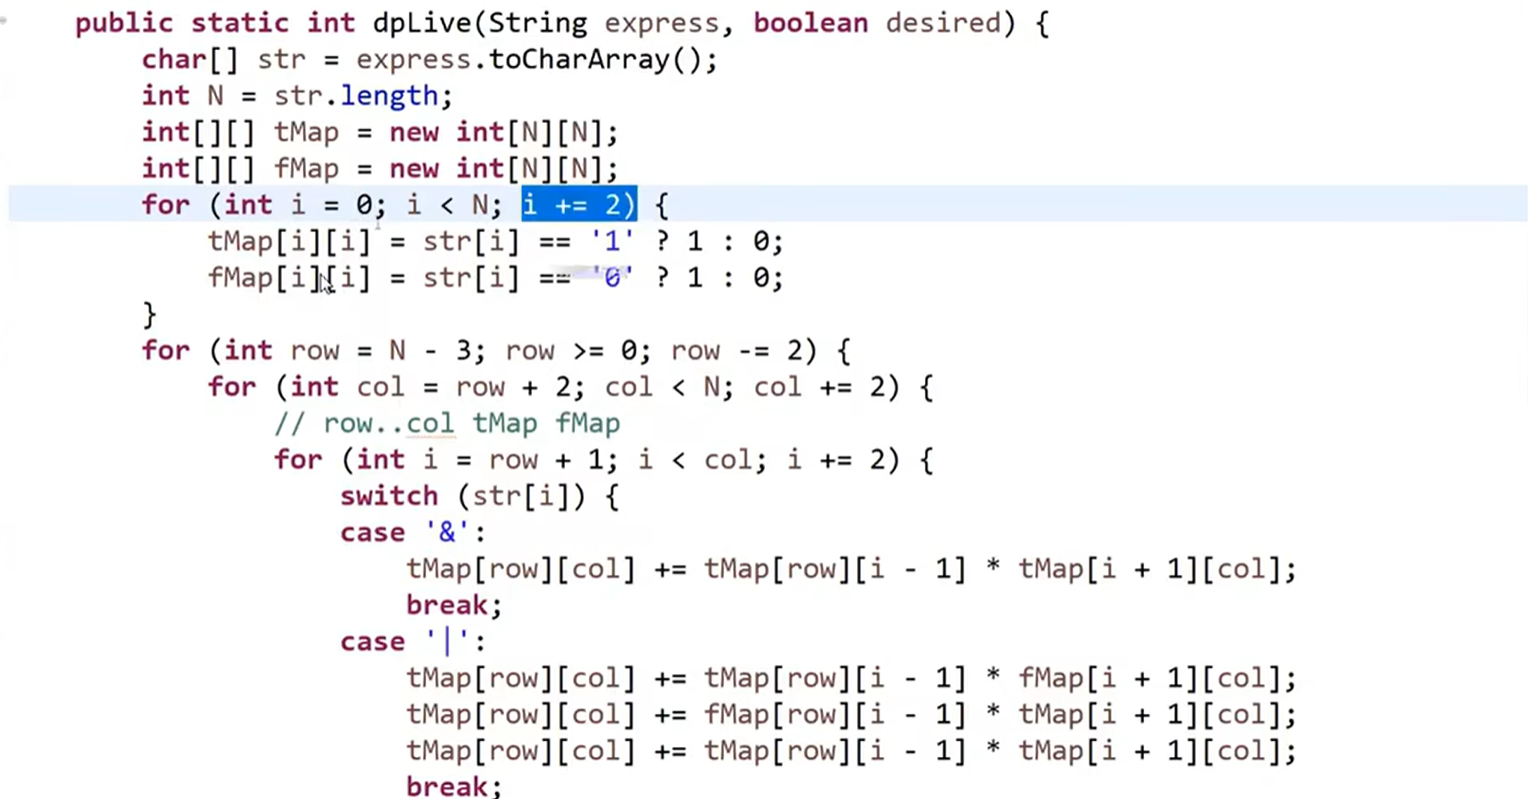 public static int dpLive(String express, boolean desired) {
char[] str = express.toCharArray();
int N = str.length;
int[][] tMap = new int[N][N];
int[][] fMap = new int[N][N];
for (int i = 0; i < N; i += 2) {
tMap[i][i] = str[i] == '1' ? 1 : 0;
fMap[i][i] = str[i] == '0' ? 1 : 0;
}
for (int row = N - 3; row >= 0; row -= 2) {
for (int col = row + 2; col < N; col += 2) {
// row..col tMap fMap
for (int i = row + 1; i < col; i += 2) {
switch (str[i]) {
case '&':
tMap[row][col] += tMap[row][i - 1] * tMap[i + 1][col];
break;
case '|':
tMap[row][col] += tMap[row][i - 1] * fMap[i + 1][col];
tMap[row][col] += fMap[row][i - 1] * tMap[i + 1][col];
tMap[row][col] += tMap[row][i - 1] * tMap[i + 1][col];
break;